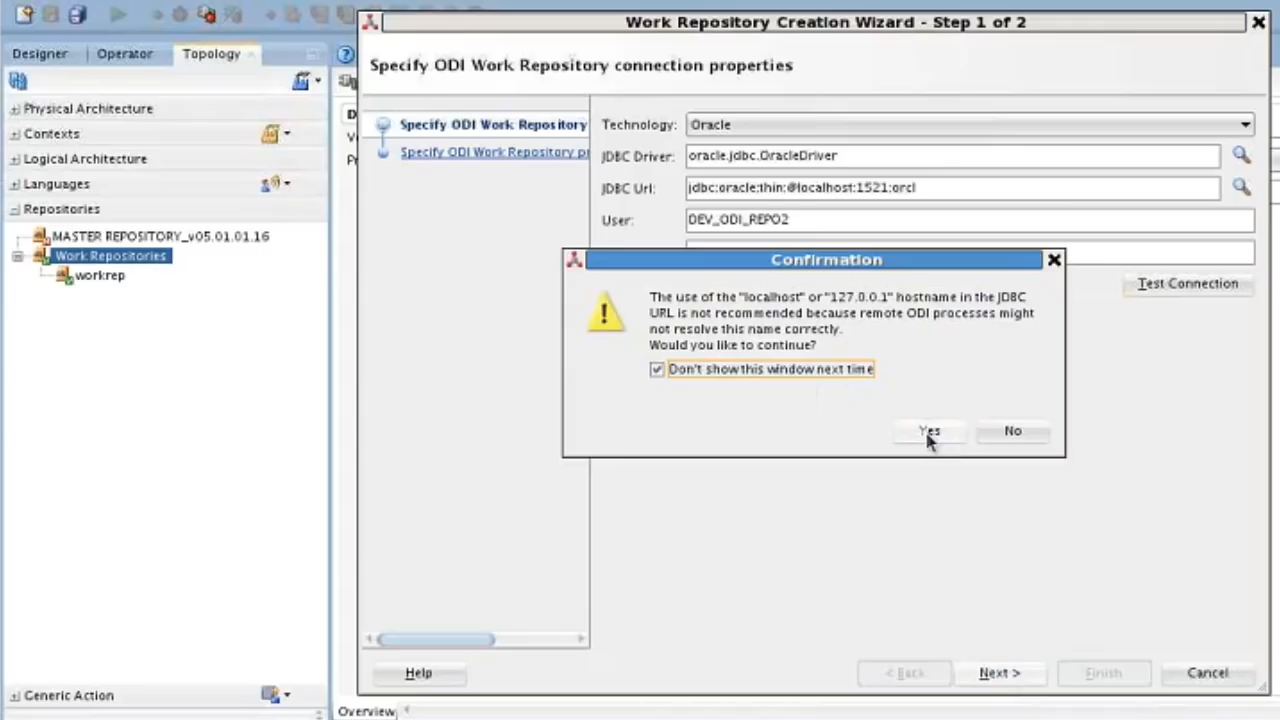 Work Repository Creation Wizard - Step 1 of 2
Designer
Operator
Topology
Specify ODI Work Repository connection properties
Physical Architecture
Contexts
Logical Architecture
Languages
Repositories
MASTER REPOSITORY_v05.01.01.16
Work Repositories
workrep
Generic Action
Specify ODI Work Repository
Specify ODI Work Repository pr
Technology: Oracle
JDBC Driver: oracle.jdbc.OracleDriver
JDBC Url: jdbc:oracle:thin:@localhost:1521:orcl
User: DEV_ODI_REPO2
Test Connection
Confirmation
The use of the "localhost" or "127.0.0.1" hostname in the JDBC
URL is not recommended because remote ODI processes might
not resolve this name correctly.
Would you like to continue?
Don't show this window next time
Yes
No
Help
< Back
Next >
Finish
Cancel
Overview